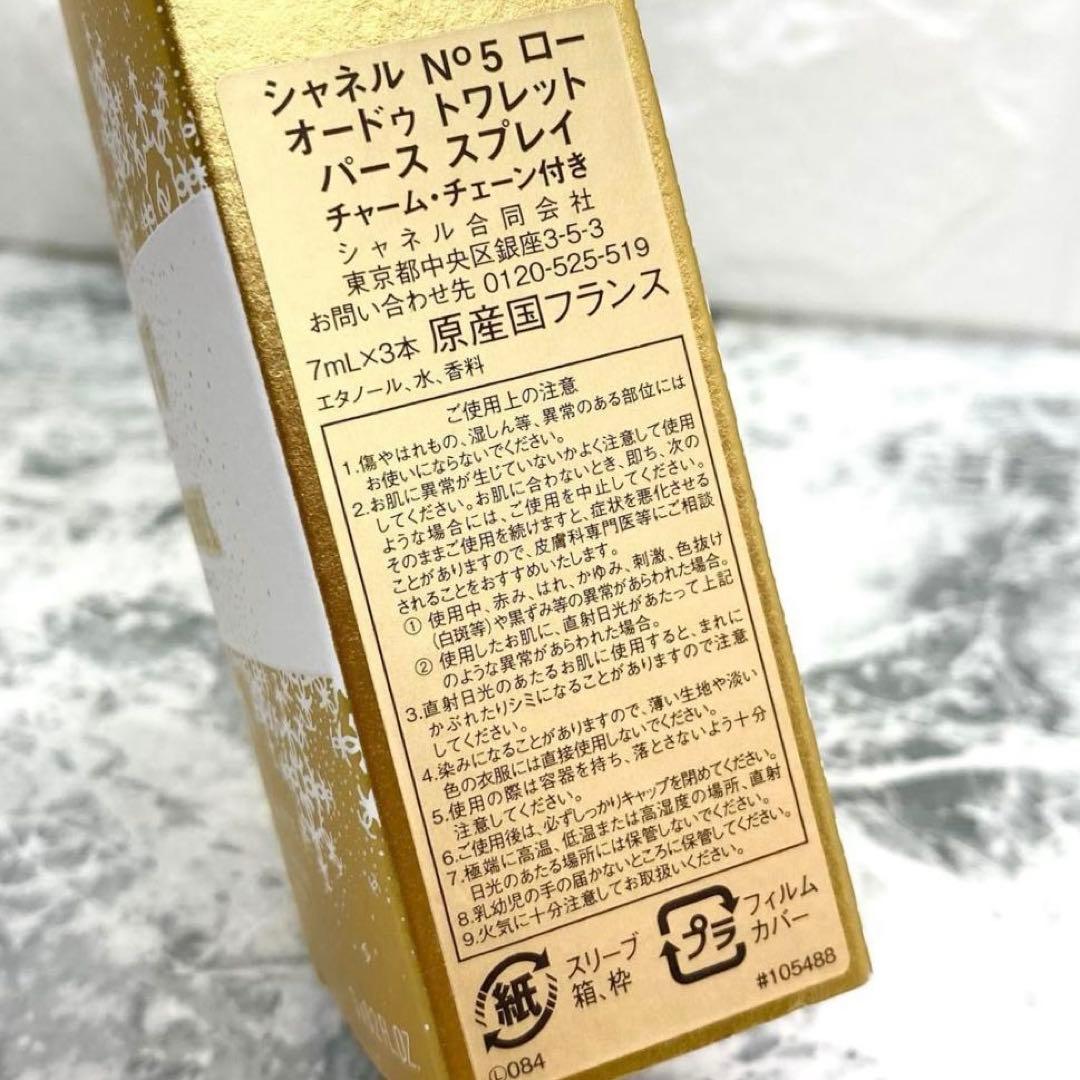 シャネル Nº5 ロー
オードゥ トワレット
パース スプレイ
チャーム・チェーン付き
シャネル合同会社
東京都中央区銀座3-5-3
お問い合わせ先 0120-525-519
7mL×3本 原産国フランス
エタノール、水、香料
ご使用上の注意
1.傷やはれもの、湿しん等、異常のある部位には
お使いにならないでください。
2.お肌に異常が生じていないかよく注意して使用
してください。お肌に合わないとき、即ち、次の
ような場合には、ご使用を中止してください。
そのままご使用を続けますと、症状を悪化させる
ことがありますので、皮膚科専門医等にご相談
されることをおすすめいたします。
① 使用中、赤み、はれ、かゆみ、刺激、色抜け
(白斑等)や黒ずみ等の異常があらわれた場合。
② 使用したお肌に、直射日光があたって上記
のような異常があらわれた場合。
3.直射日光のあたるお肌に使用すると、まれに
かぶれたりシミになることがありますので注意
してください。
4.染みになることがありますので、薄い生地や淡い
色の衣服には直接使用しないでください。
5.使用の際は容器を持ち、落とさないよう十分
注意してください。
6.ご使用後は、必ずしっかりキャップを閉めてください。
7.極端に高温、低温または高湿度の場所、直射
日光のあたる場所には保管しないでください。
8.乳幼児の手の届かないところに保管してください。
9.火気に十分注意してお取扱いください。
紙 スリーブ
箱、枠
プラ フィルム
カバー
#105488
Ⓛ084